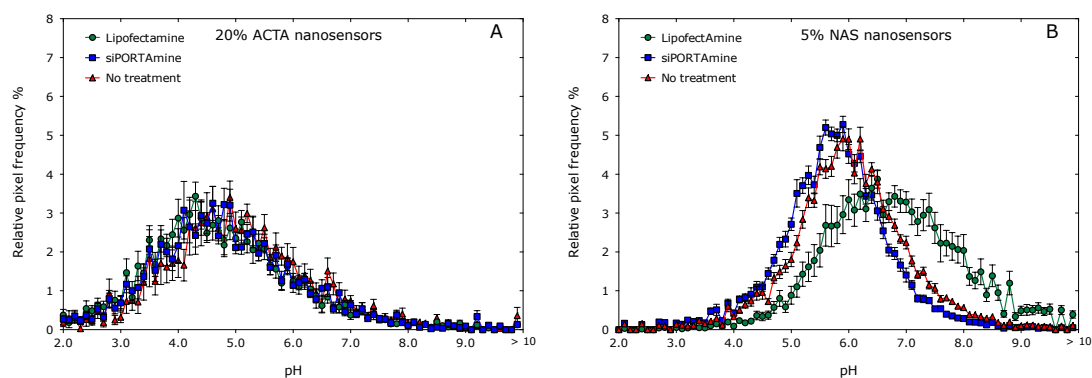 20% ACTA nanosensors
A
Lipofectamine
siPORTAmine
No treatment
Relative pixel frequency %
8
7
6
5
4
3
2
1
0
2.0 3.0 4.0 5.0 6.0 7.0 8.0 9.0 > 10
pH
5% NAS nanosensors
B
LipofectAmine
siPORTAmine
No treatment
Relative pixel frequency %
8
7
6
5
4
3
2
1
0
2.0 3.0 4.0 5.0 6.0 7.0 8.0 9.0 > 10
pH